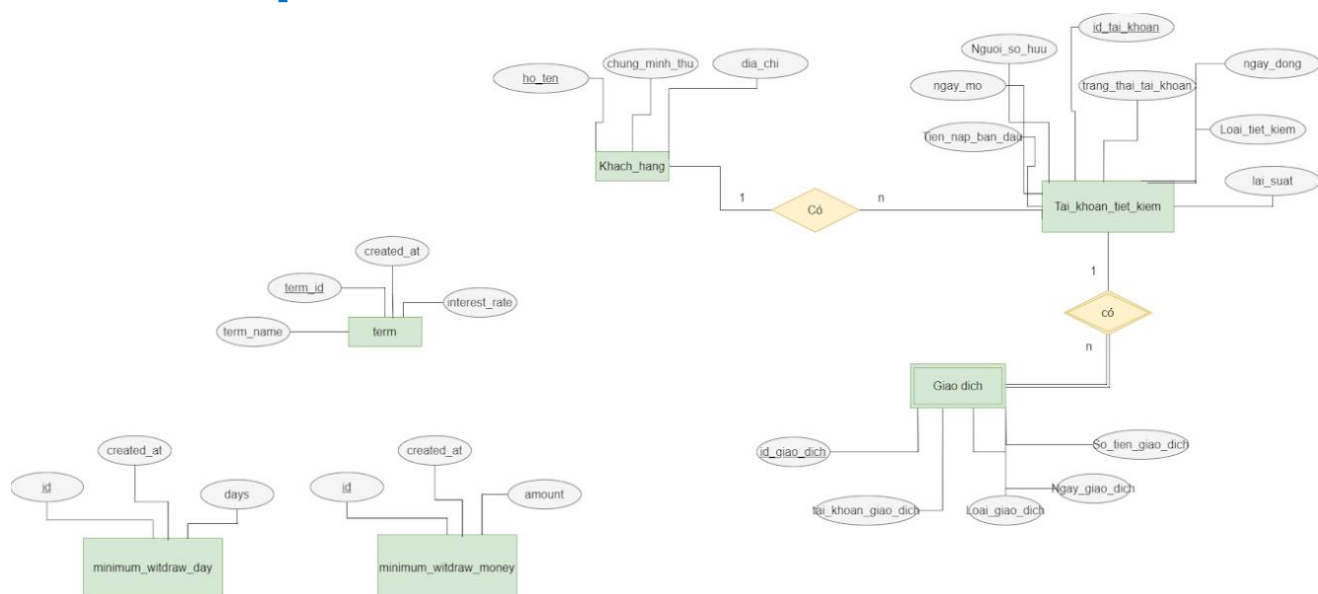 id_tai_khoan
Nguoi_so_huu
chung_minh_thu
dia_chi
ngay_dong
ho_ten
ngay_mo
trang_thai_tai_khoan
Tien_nap_ban_dau
Loai_tiet_kiem
Khach_hang
lai_suat
1
Có
n
Tai_khoan_tiet_kiem
created_at
1
term_id
interest_rate
có
term_name
term
n
Giao dich
created_at
created_at
So_tien_giao_dich
id_giao_dich
id
days
id
amount
Ngay_giao_dich
tai_khoan_giao_dich
Loai_giao_dich
minimum_witdraw_day
minimum_witdraw_money